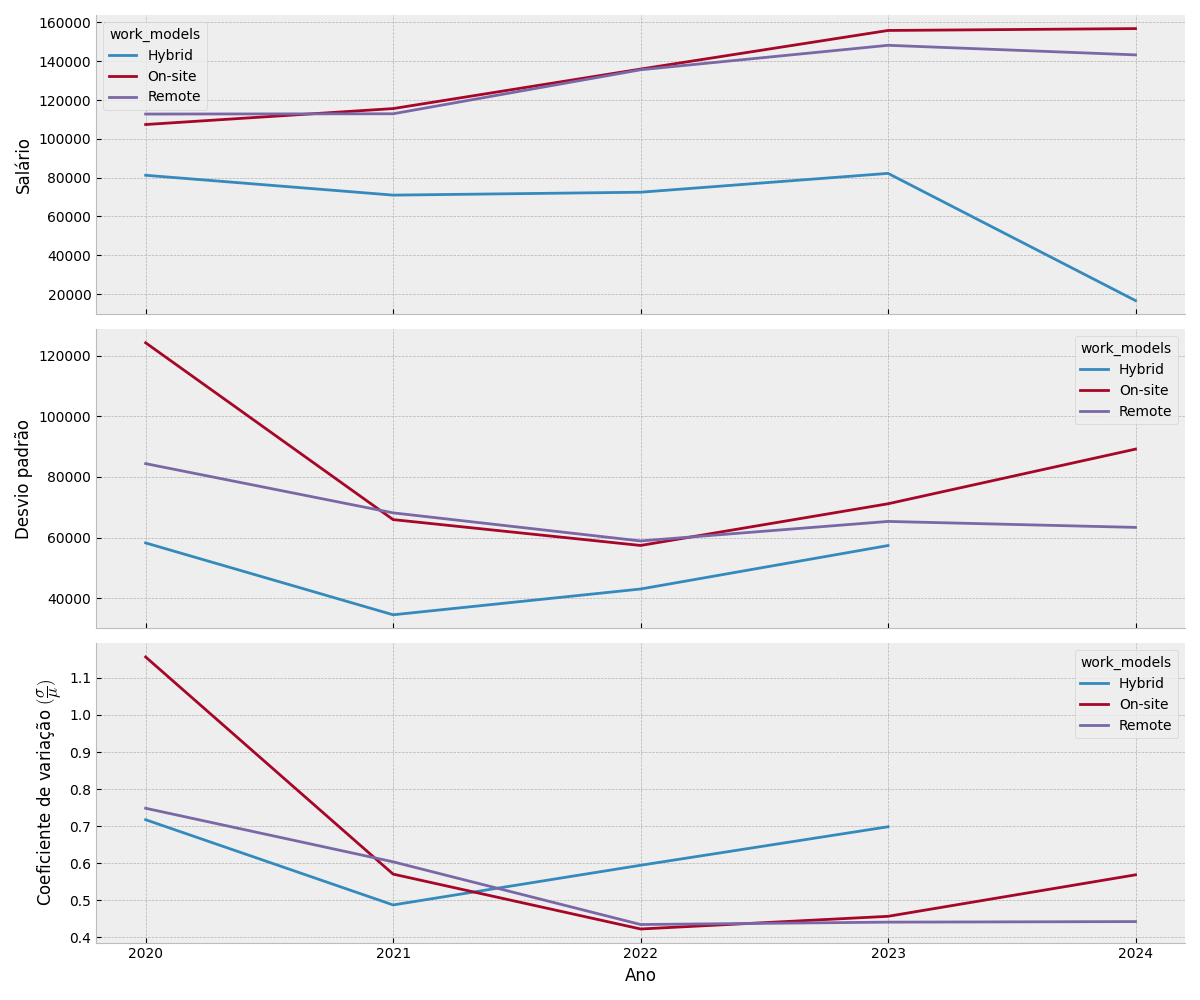 160000
140000
120000
100000
80000
60000
40000
20000
Salário
work_models
Hybrid
On-site
Remote
120000
100000
80000
60000
40000
Desvio padrão
work_models
Hybrid
On-site
Remote
1.1
1.0
0.9
0.8
0.7
0.6
0.5
0.4
Coeficiente de variação (σ/μ)
work_models
Hybrid
On-site
Remote
2020 2021 2022 2023 2024
Ano